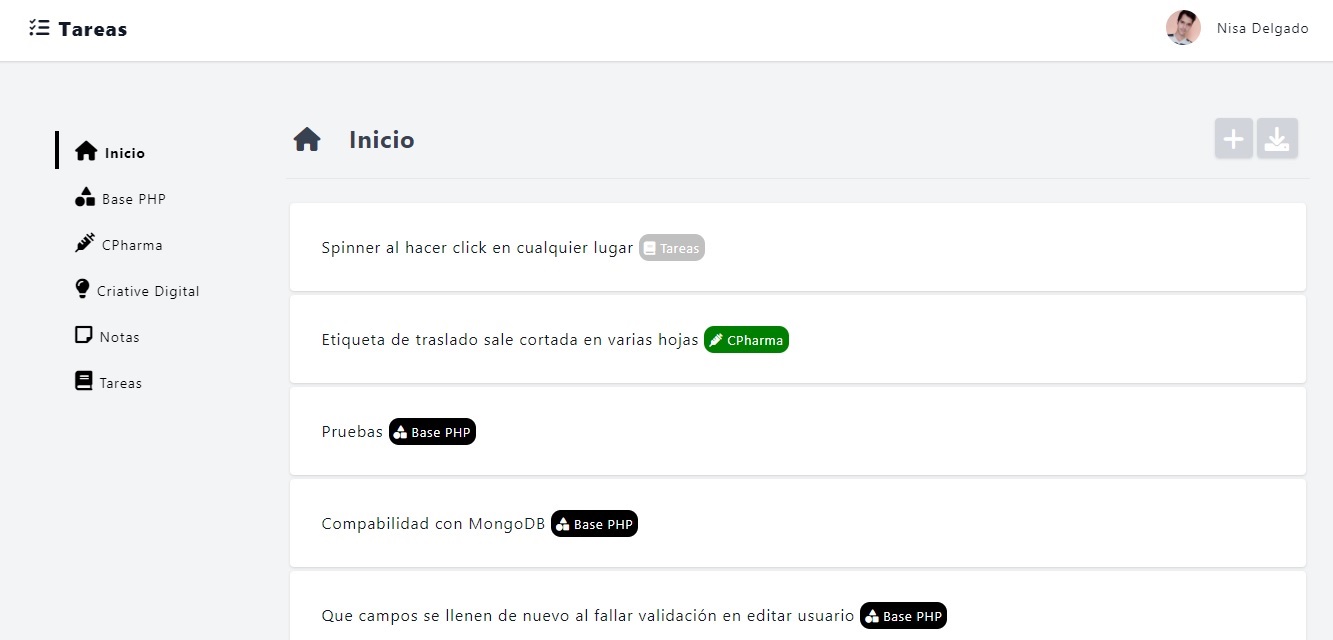 Tareas
Nisa Delgado
Inicio
Base PHP
CPharma
Criative Digital
Notas
Tareas
Inicio
Spinner al hacer click en cualquier lugar Tareas
Etiqueta de traslado sale cortada en varias hojas CPharma
Pruebas Base PHP
Compabilidad con MongoDB Base PHP
Que campos se llenen de nuevo al fallar validación en editar usuario Base PHP